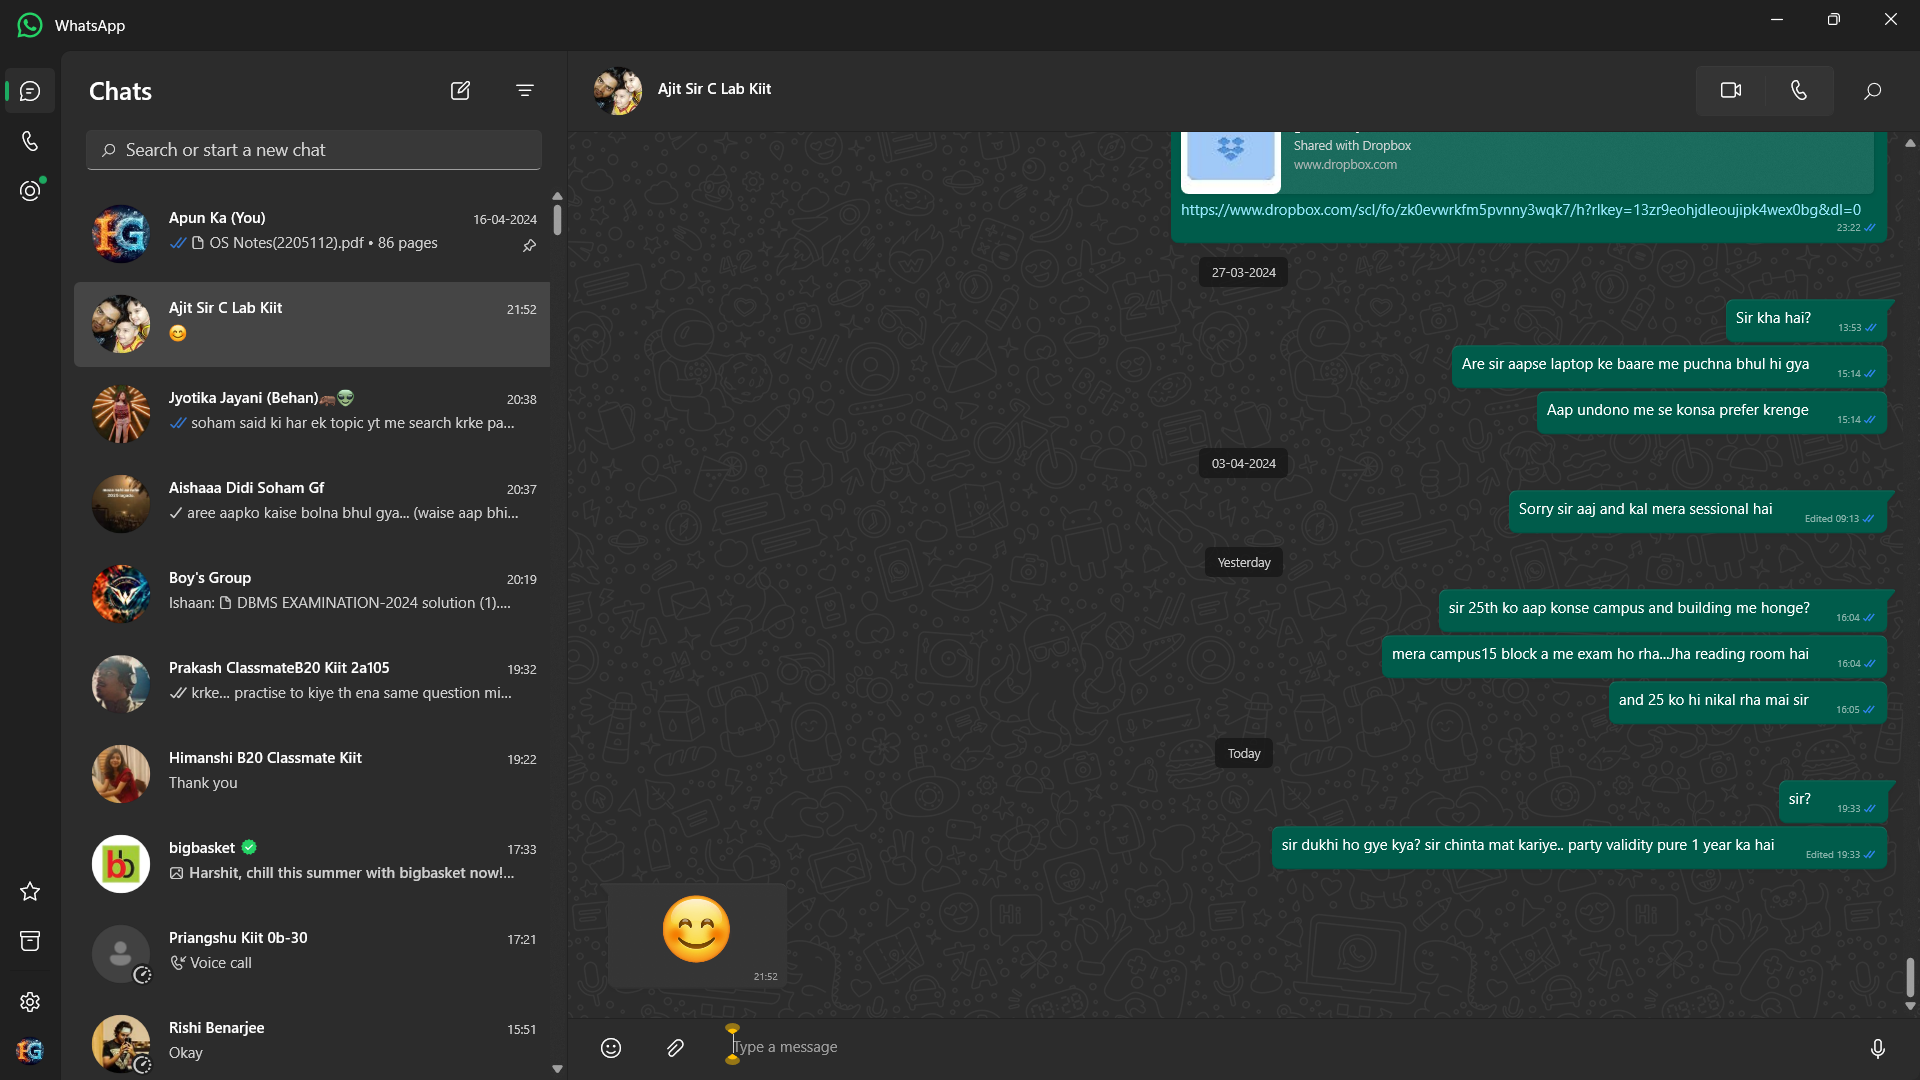 WhatsApp
Chats
Search or start a new chat
Apun Ka (You)
16-04-2024
OS Notes(2205112).pdf • 86 pages
Ajit Sir C Lab Kiit
21:52
Jyotika Jayani (Behan)
20:38
soham said ki har ek topic yt me search krke pa...
Aishaaa Didi Soham Gf
20:37
aree aapko kaise bolna bhul gya... (waise aap bhi...
Boy's Group
20:19
Ishaan: DBMS EXAMINATION-2024 solution (1)....
Prakash ClassmateB20 Kiit 2a105
19:32
krke... practise to kiye th ena same question mi...
Himanshi B20 Classmate Kiit
19:22
Thank you
bigbasket
17:33
Harshit, chill this summer with bigbasket now!...
Priangshu Kiit 0b-30
17:21
Voice call
Rishi Benarjee
15:51
Okay
Ajit Sir C Lab Kiit
Shared with Dropbox
www.dropbox.com
https://www.dropbox.com/scl/fo/zk0evwrkfm5pvnny3wqk7/h?rlkey=13zr9eohjdleoujipk4wex0bg&dl=0
23:22
27-03-2024
Sir kha hai?
13:53
Are sir aapse laptop ke baare me puchna bhul hi gya
15:14
Aap undono me se konsa prefer krenge
15:14
03-04-2024
Sorry sir aaj and kal mera sessional hai
Edited 09:13
Yesterday
sir 25th ko aap konse campus and building me honge?
16:04
mera campus15 block a me exam ho rha...Jha reading room hai
16:04
and 25 ko hi nikal rha mai sir
16:05
Today
sir?
19:33
sir dukhi ho gye kya? sir chinta mat kariye.. party validity pure 1 year ka hai
Edited 19:33
21:52
Type a message